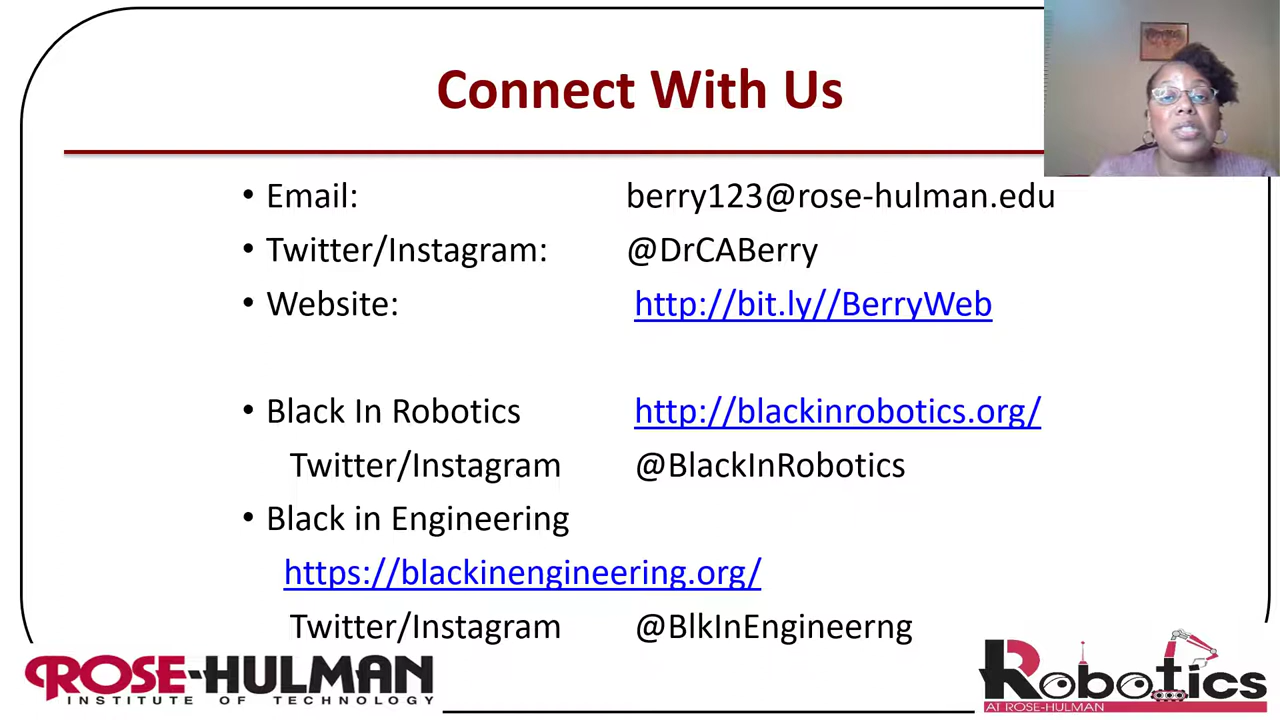 Connect With Us
• Email: berry123@rose-hulman.edu
• Twitter/Instagram: @DrCABerry
• Website: http://bit.ly//BerryWeb
• Black In Robotics http://blackinrobotics.org/
Twitter/Instagram @BlackInRobotics
• Black in Engineering
https://blackinengineering.org/
Twitter/Instagram @BlkInEngineerng
ROSE-HULMAN
INSTITUTE OF TECHNOLOGY
Robotics
AT ROSE-HULMAN